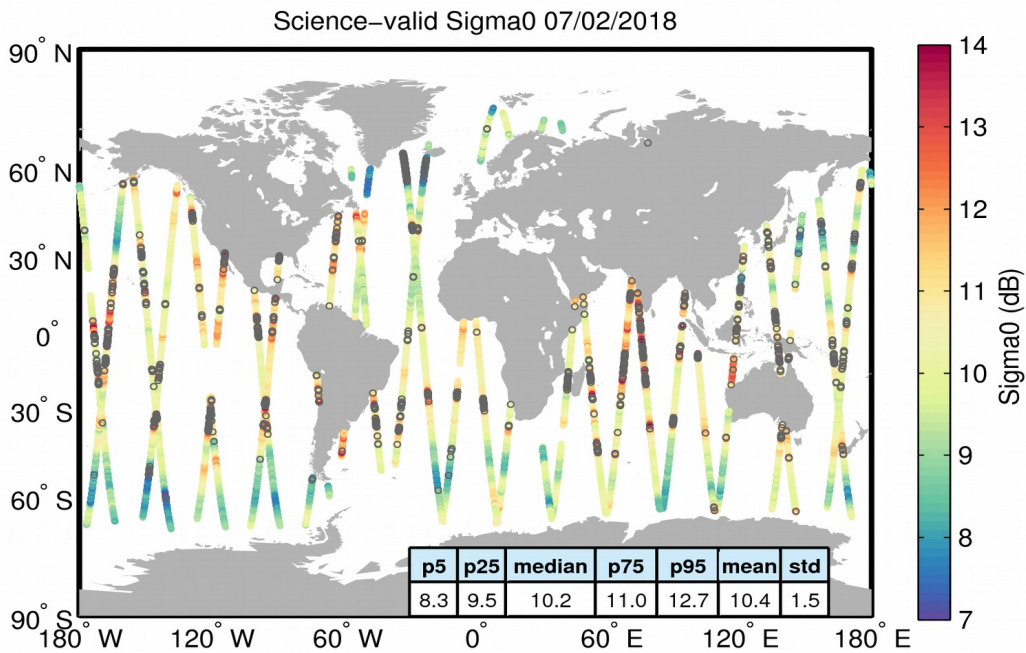 Science−valid Sigma0 07/02/2018
90° N
60° N
30° N
0°
30° S
60° S
90° S
180° W
120° W
60° W
0°
60° E
120° E
180° E
p5 p25 median p75 p95 mean std
8.3 9.5 10.2 11.0 12.7 10.4 1.5
14
13
12
11
10
9
8
7
Sigma0 (dB)